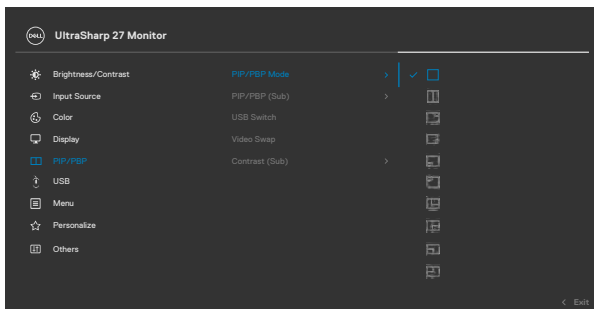 DELL UltraSharp 27 Monitor
Brightness/Contrast PIP/PBP Mode
Input Source PIP/PBP (Sub)
Color USB Switch
Display Video Swap
PIP/PBP Contrast (Sub)
USB
Menu
Personalize
Others
Exit